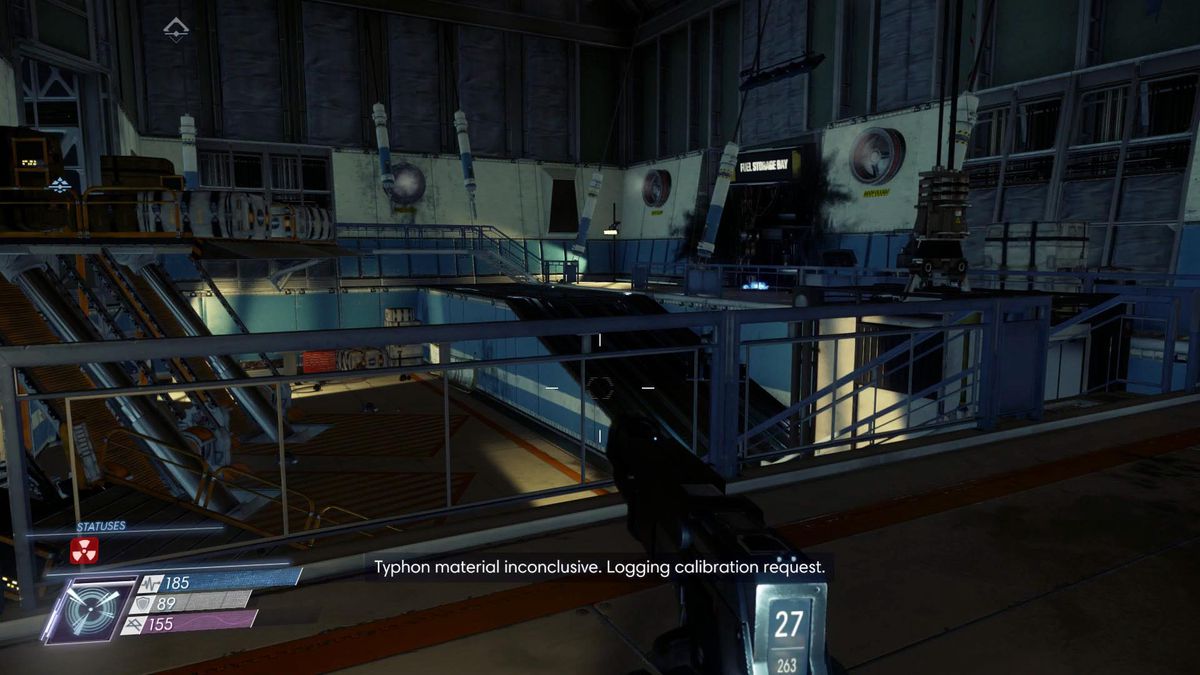 FUEL STORAGE BAY
STATUSES
185
89
155
Typhon material inconclusive. Logging calibration request.
27
263